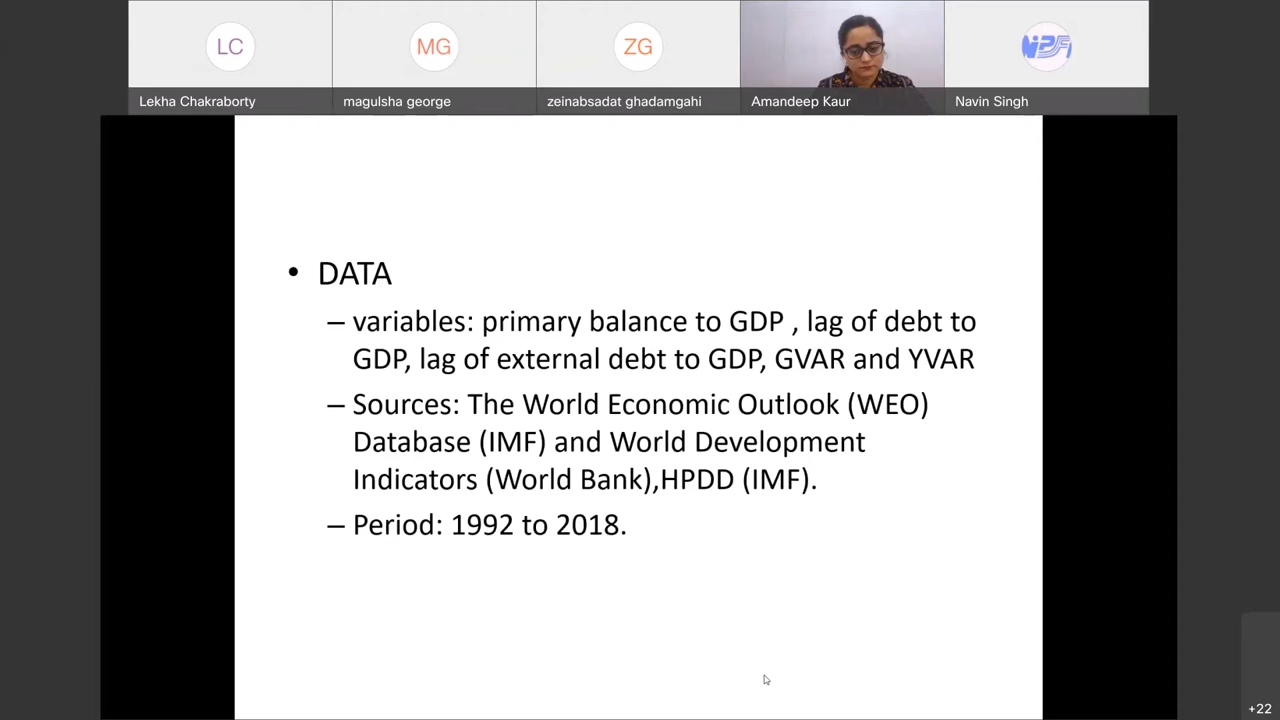 LC
MG
ZG
Lekha Chakraborty
magulsha george
zeinabsadat ghadamgahi
Amandeep Kaur
Navin Singh
• DATA
– variables: primary balance to GDP , lag of debt to
GDP, lag of external debt to GDP, GVAR and YVAR
– Sources: The World Economic Outlook (WEO)
Database (IMF) and World Development
Indicators (World Bank),HPDD (IMF).
– Period: 1992 to 2018.
+22